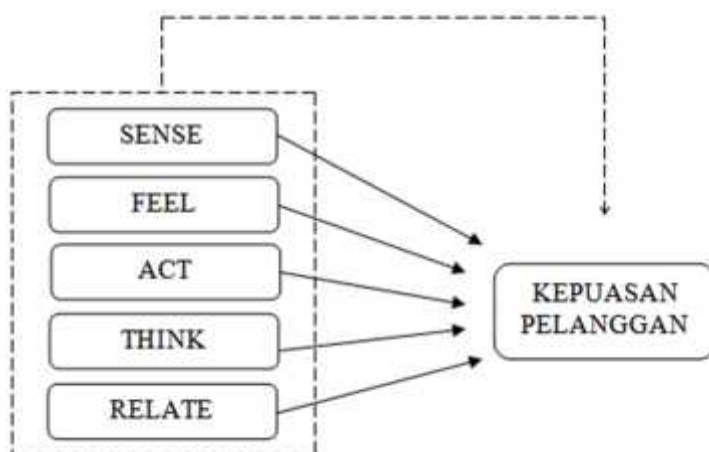 SENSE
FEEL
ACT
THINK
RELATE
KEPUASAN
PELANGGAN